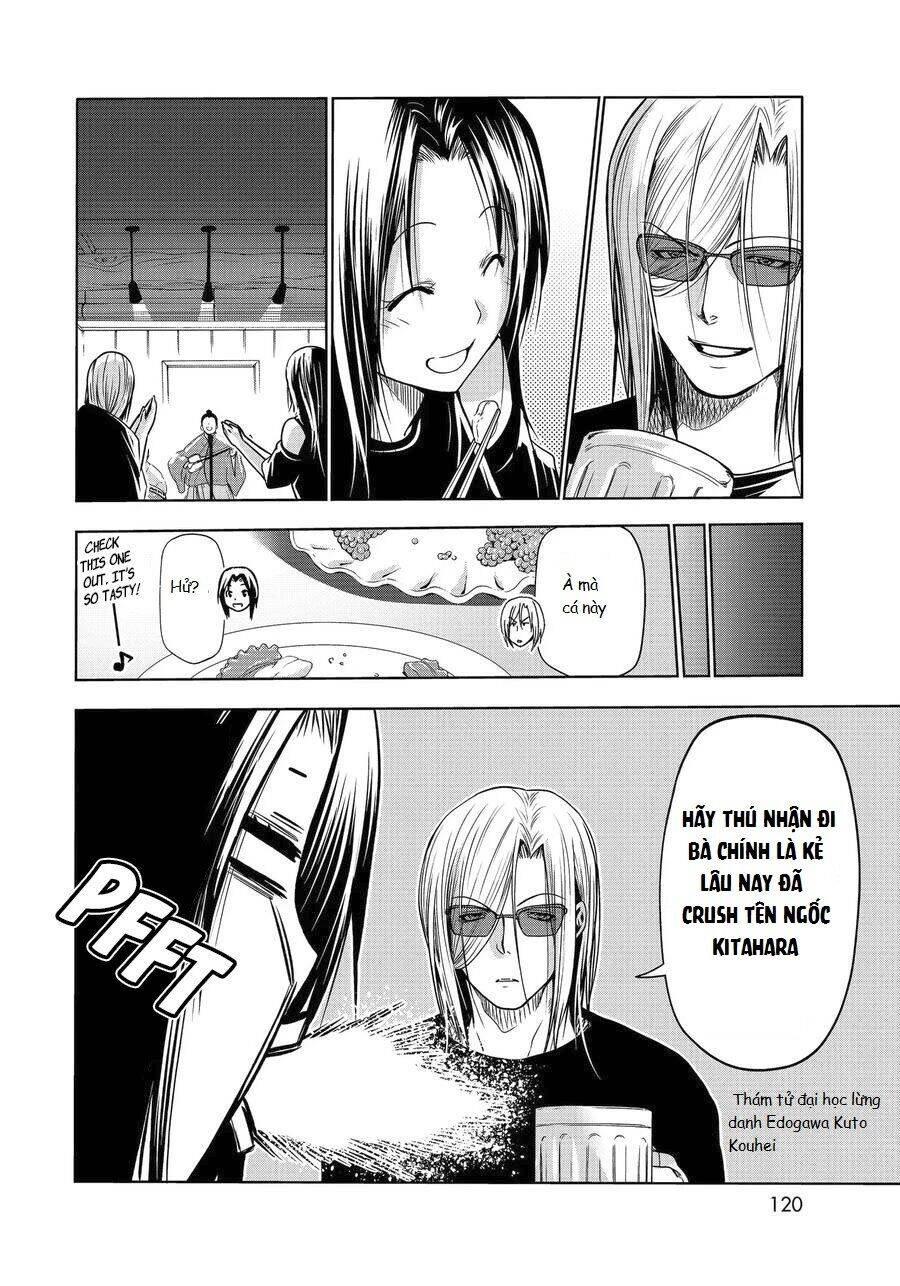 À mà
cá này
Hử?
CHECK
THIS ONE
OUT. IT'S
SO TASTY!
HÃY THÚ NHẬN ĐI
BÀ CHÍNH LÀ KẺ
LÂU NAY ĐÃ
CRUSH TÊN NGỐC
KITAHARA
PFFT
Thám tử đại học lừng
danh Edogawa Kuto
Kouhei
120